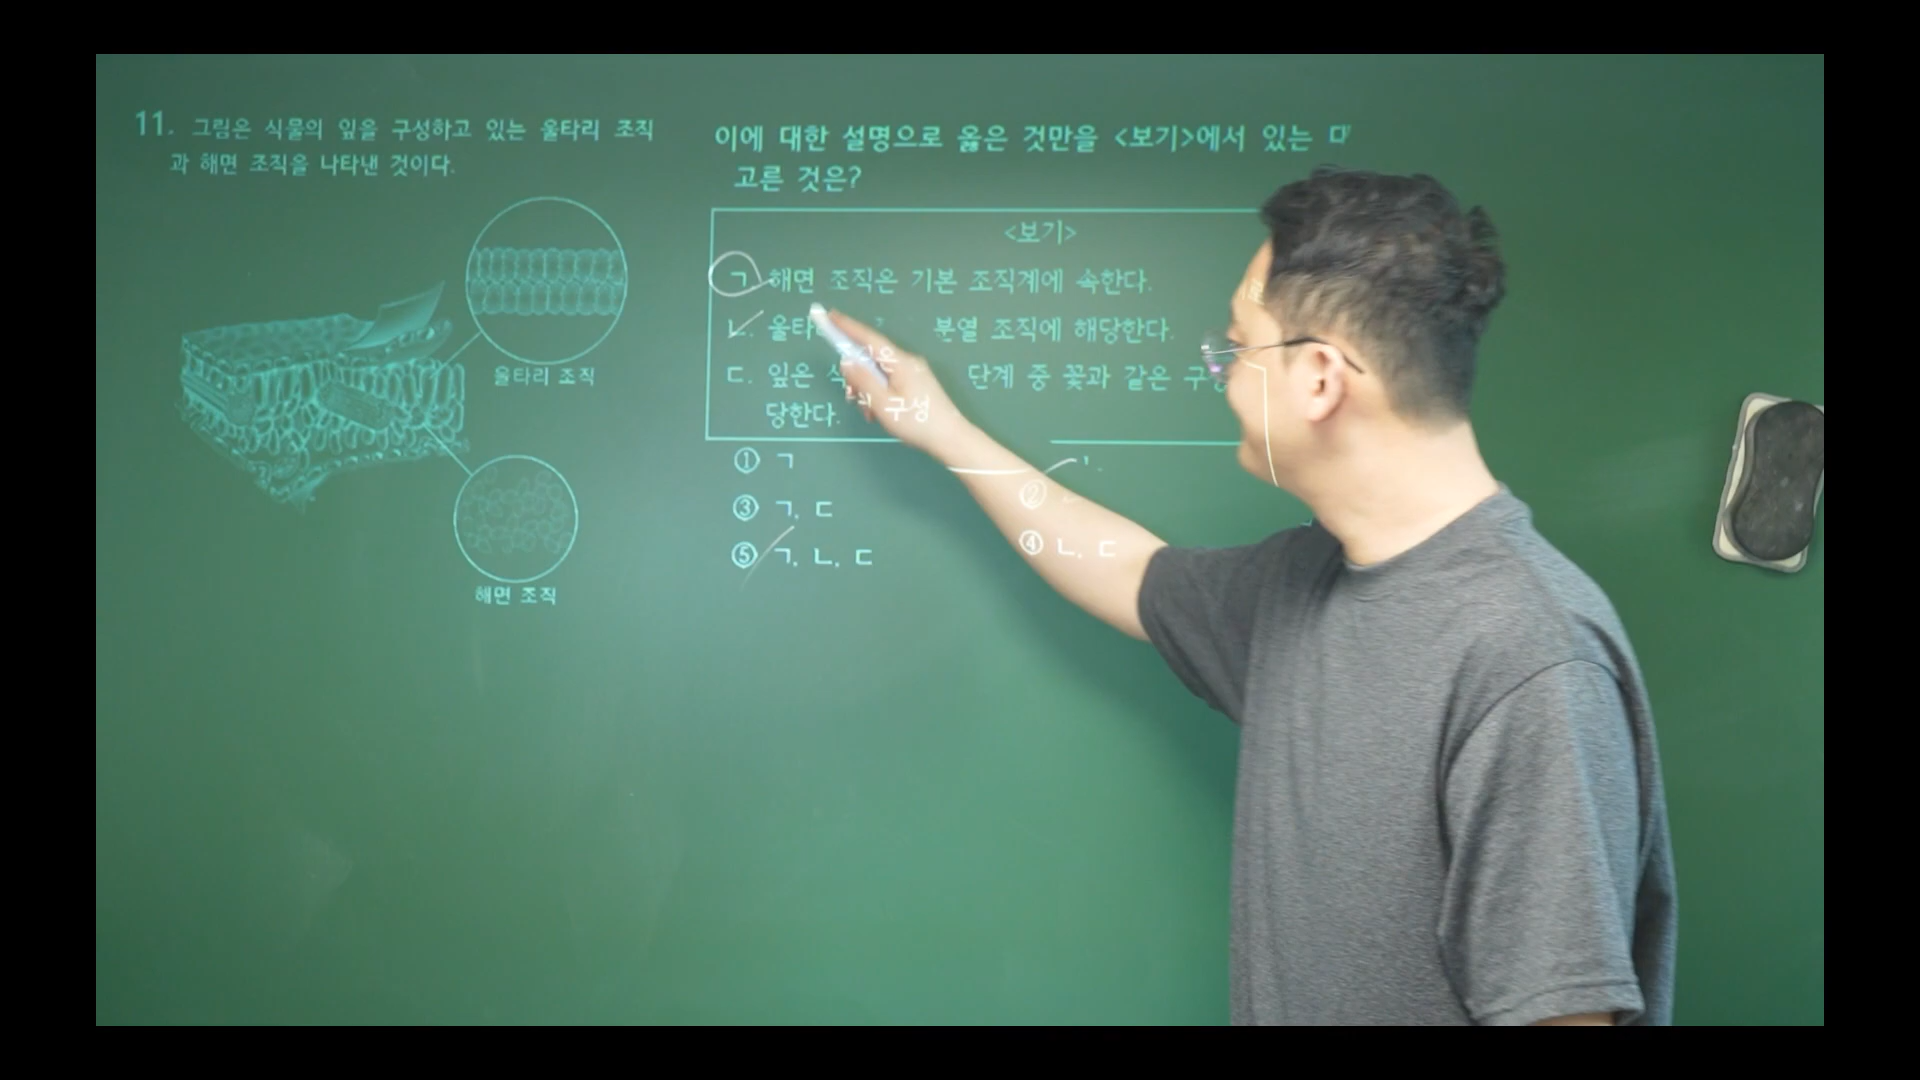 11. 그림은 식물의 잎을 구성하고 있는 울타리 조직
과 해면 조직을 나타낸 것이다.
울타리 조직
해면 조직
이에 대한 설명으로 옳은 것만을 <보기>에서 있는
고른 것은?
<보기>
ㄱ. 해면 조직은 기본 조직계에 속한다.
ㄴ. 울타 분열 조직에 해당한다.
ㄷ. 잎은 단계 중 꽃과 같은
당한다. 구성
① ㄱ
②
③ ㄱ, ㄷ
④ ㄴ, ㄷ
⑤ ㄱ, ㄴ, ㄷ